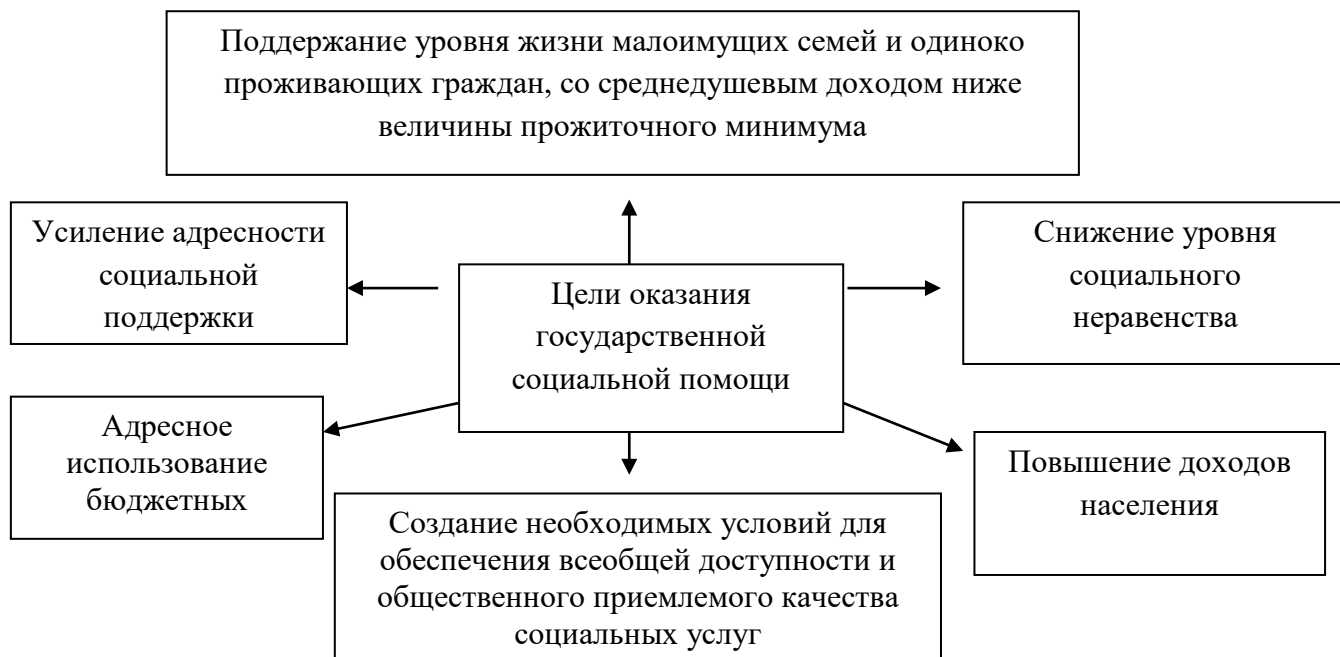 Поддержание уровня жизни малоимущих семей и одиноко
проживающих граждан, со среднедушевым доходом ниже
величины прожиточного минимума
Усиление адресности
социальной
поддержки
Цели оказания
государственной
социальной помощи
Снижение уровня
социального
неравенства
Адресное
использование
бюджетных
Повышение доходов
населения
Создание необходимых условий для
обеспечения всеобщей доступности и
общественного приемлемого качества
социальных услуг